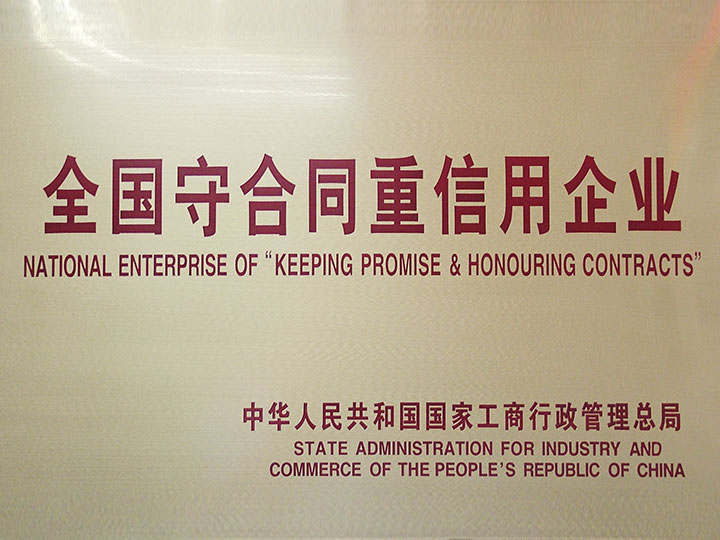 全国守合同重信用企业
NATIONAL ENTERPRISE OF “KEEPING PROMISE & HONOURING CONTRACTS”
中华人民共和国国家工商行政管理总局
STATE ADMINISTRATION FOR INDUSTRY AND
COMMERCE OF THE PEOPLE'S REPUBLIC OF CHINA